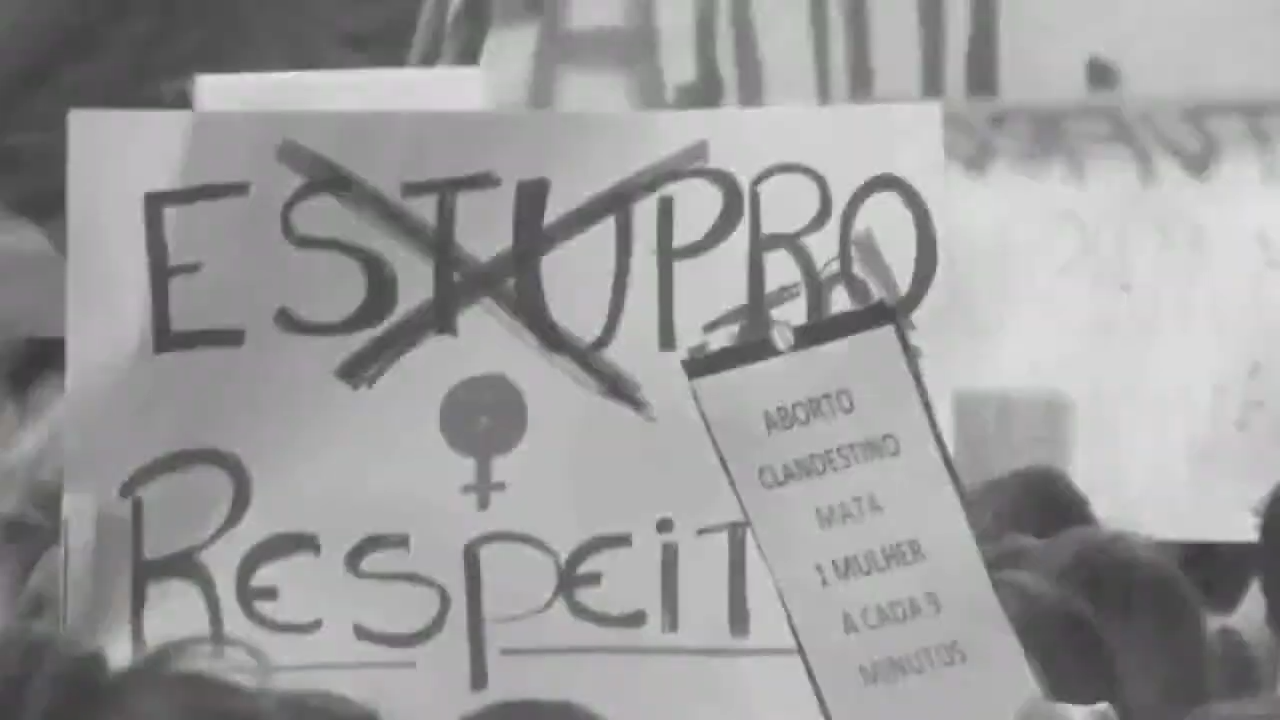 ESTUPRO
RESPEIT
ABORTO
CLANDESTINO
MATA
1 MULHER
A CADA 9
MINUTOS